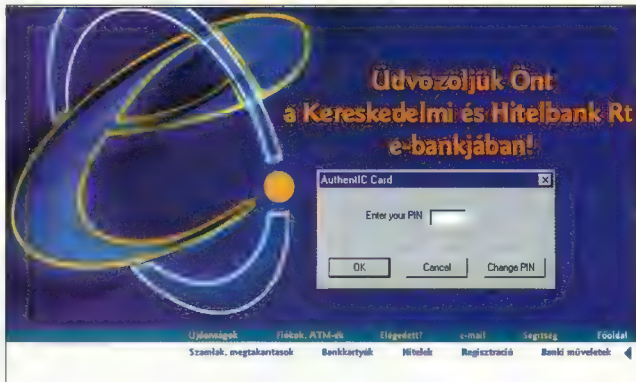 Üdvözöljük Önt
a Kereskedelmi és Hitelbank Rt
e-bankjában!
AuthentIC Card
Enter your PIN
OK Cancel Change PIN
Újdonságok Fiókok, ATM-ek Elégedett? e-mail Segítség Főoldal
Számlák, megtakarítások Bankkártyák Hitelek Regisztráció Banki műveletek